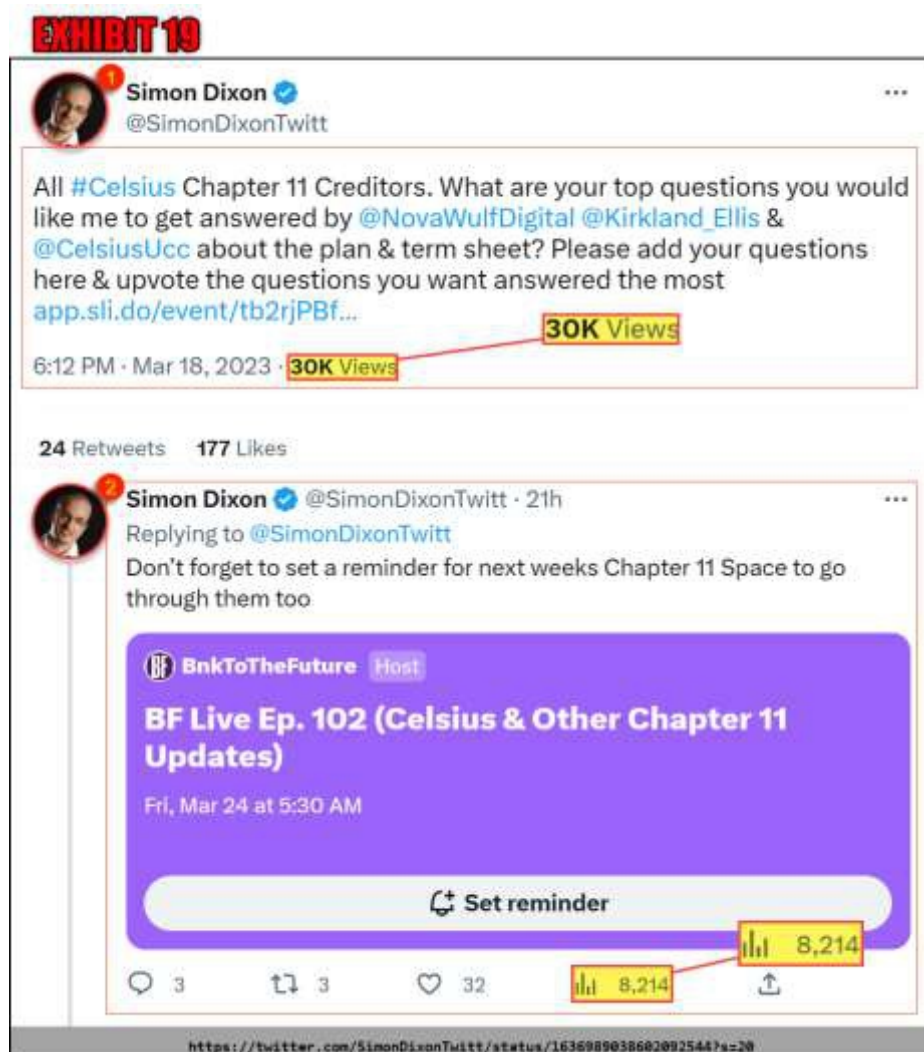 EXHIBIT 19
1
Simon Dixon
@SimonDixonTwitt
All #Celsius Chapter 11 Creditors. What are your top questions you would
like me to get answered by @NovaWulfDigital @Kirkland_Ellis &
@CelsiusUcc about the plan & term sheet? Please add your questions
here & upvote the questions you want answered the most
app.sli.do/event/tb2rjPBf...
30K Views
6:12 PM · Mar 18, 2023 · 30K Views
24 Retweets 177 Likes
2
Simon Dixon @SimonDixonTwitt · 21h
Replying to @SimonDixonTwitt
Don't forget to set a reminder for next weeks Chapter 11 Space to go
through them too
BF BnkToTheFuture Host
BF Live Ep. 102 (Celsius & Other Chapter 11
Updates)
Fri, Mar 24 at 5:30 AM
Set reminder
8,214
3 3 32 8,214
https://twitter.com/SimonDixonTwitt/status/1636989038602092544?s=20